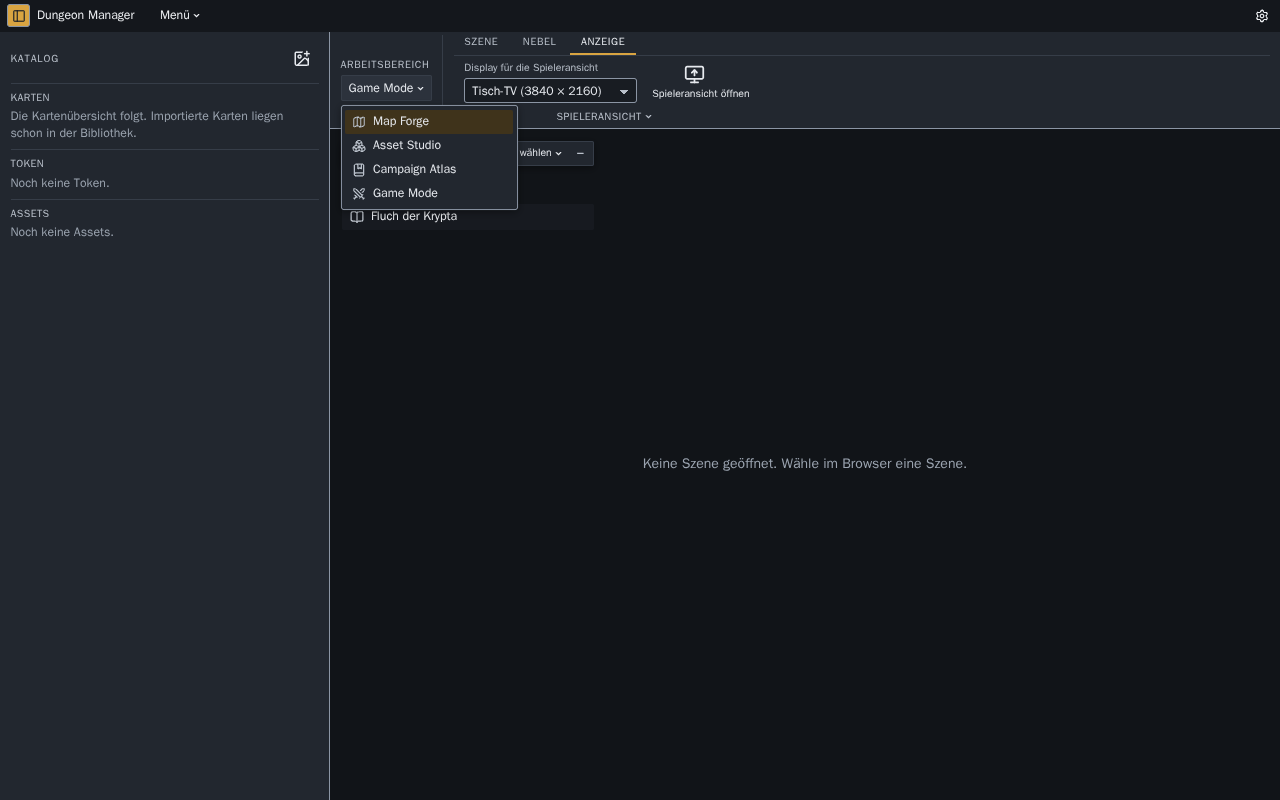 Dungeon Manager
Menü
KATALOG
KARTEN
Die Kartenübersicht folgt. Importierte Karten liegen
schon in der Bibliothek.
TOKEN
Noch keine Token.
ASSETS
Noch keine Assets.
ARBEITSBEREICH
Game Mode
SZENE
NEBEL
ANZEIGE
Display für die Spieleransicht
Tisch-TV (3840 × 2160)
Spieleransicht öffnen
SPIELERANSICHT
Map Forge
Asset Studio
Campaign Atlas
Game Mode
wählen
Fluch der Krypta
Keine Szene geöffnet. Wähle im Browser eine Szene.